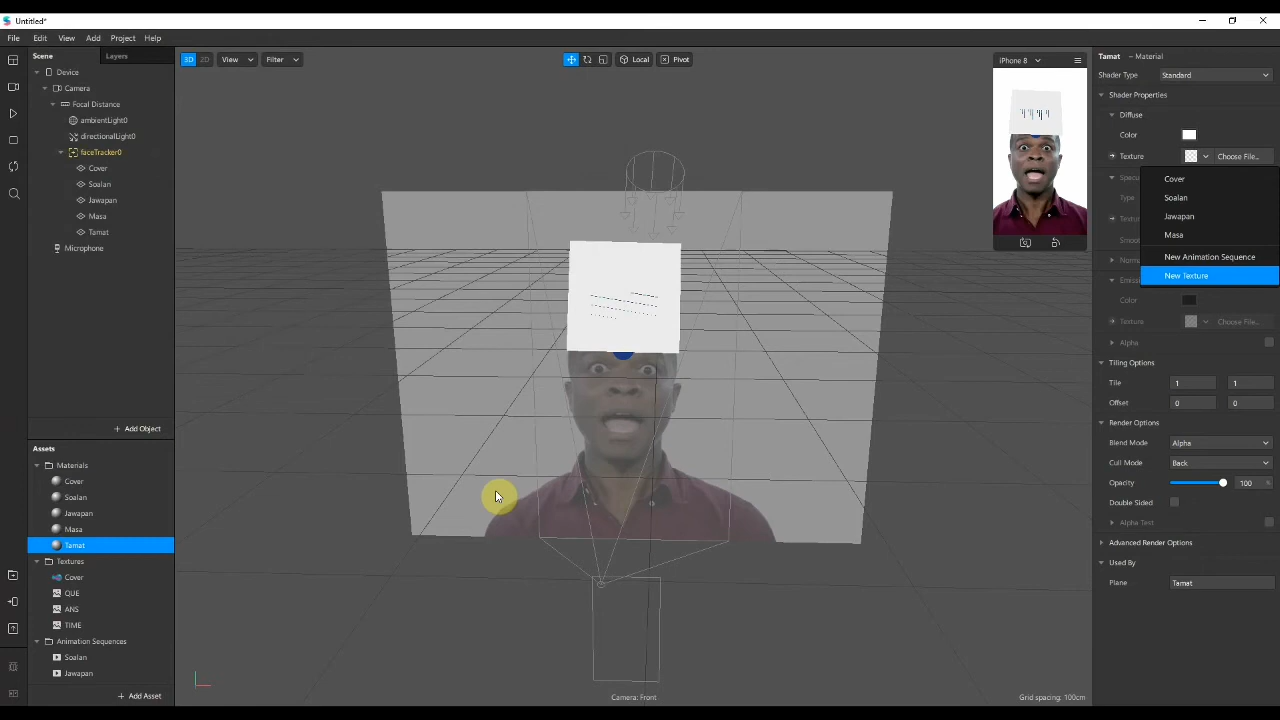 Untitled*
File Edit View Add Project Help
Scene Layers
Device
Camera
Focal Distance
ambientLight0
directionalLight0
faceTracker0
Cover
Soalan
Jawapan
Masa
Tamat
Microphone
Add Object
Assets
Materials
Cover
Soalan
Jawapan
Masa
Tamat
Textures
Cover
QUE
ANS
TIME
Animation Sequences
Soalan
Jawapan
Add Asset
3D 2D View Filter
Local Pivot
Camera: Front
Grid spacing: 100cm
iPhone 8
Tamat – Material
Shader Type Standard
Shader Properties
Diffuse
Color
Texture Choose File...
Cover
Soalan
Jawapan
Masa
New Animation Sequence
New Texture
Type
Color
Texture Choose File...
Alpha
Tiling Options
Tile 1 1
Offset 0 0
Render Options
Blend Mode Alpha
Cull Mode Back
Opacity 100 %
Double Sided
Alpha Test
Advanced Render Options
Used By
Plane Tamat